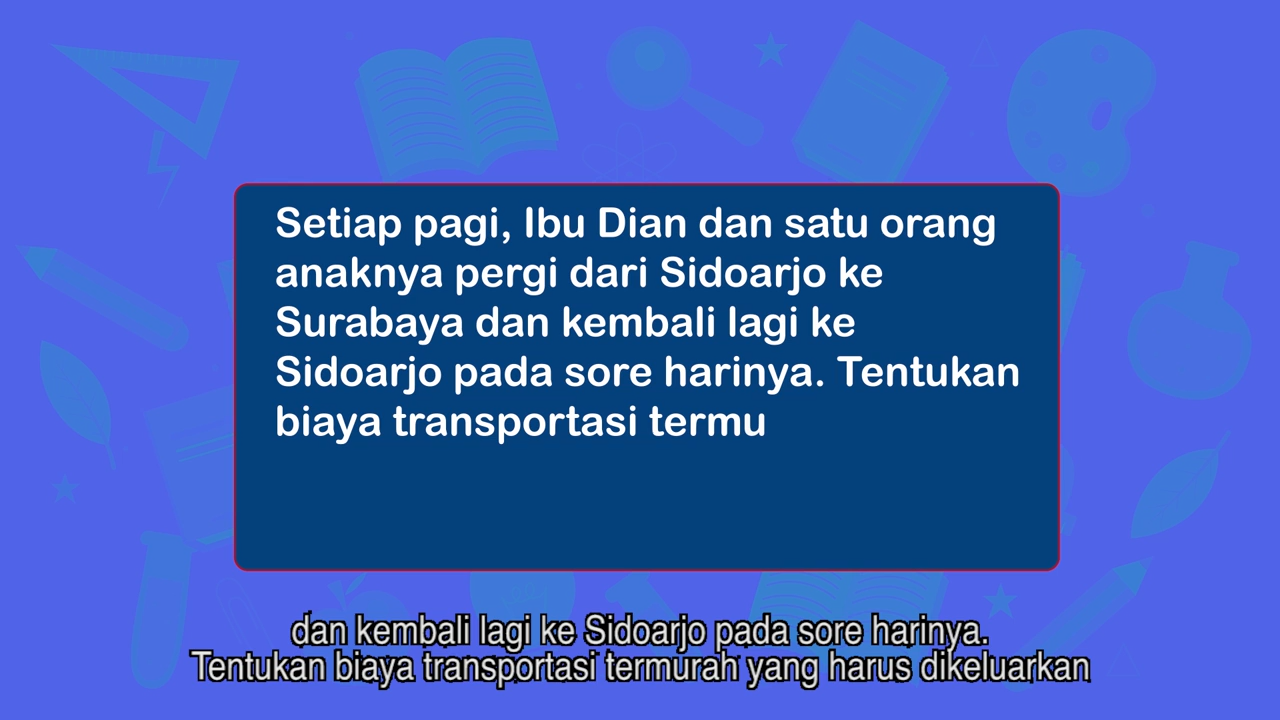 Setiap pagi, Ibu Dian dan satu orang
anaknya pergi dari Sidoarjo ke
Surabaya dan kembali lagi ke
Sidoarjo pada sore harinya. Tentukan
biaya transportasi termu
dan kembali lagi ke Sidoarjo pada sore harinya.
Tentukan biaya transportasi termurah yang harus dikeluarkan